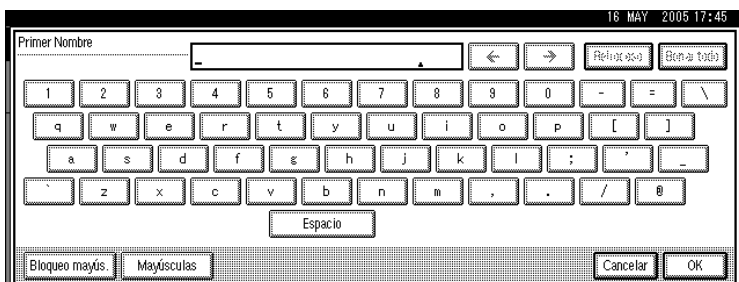 16 MAY 2005 17:45
Primer Nombre
_
← → Retroceso Borrar todo
1 2 3 4 5 6 7 8 9 0 - = \
q w e r t y u i o p [ ]
a s d f g h j k l ; ' _
` z x c v b n m , . / @
Espacio
Bloqueo mayús. Mayúsculas Cancelar OK